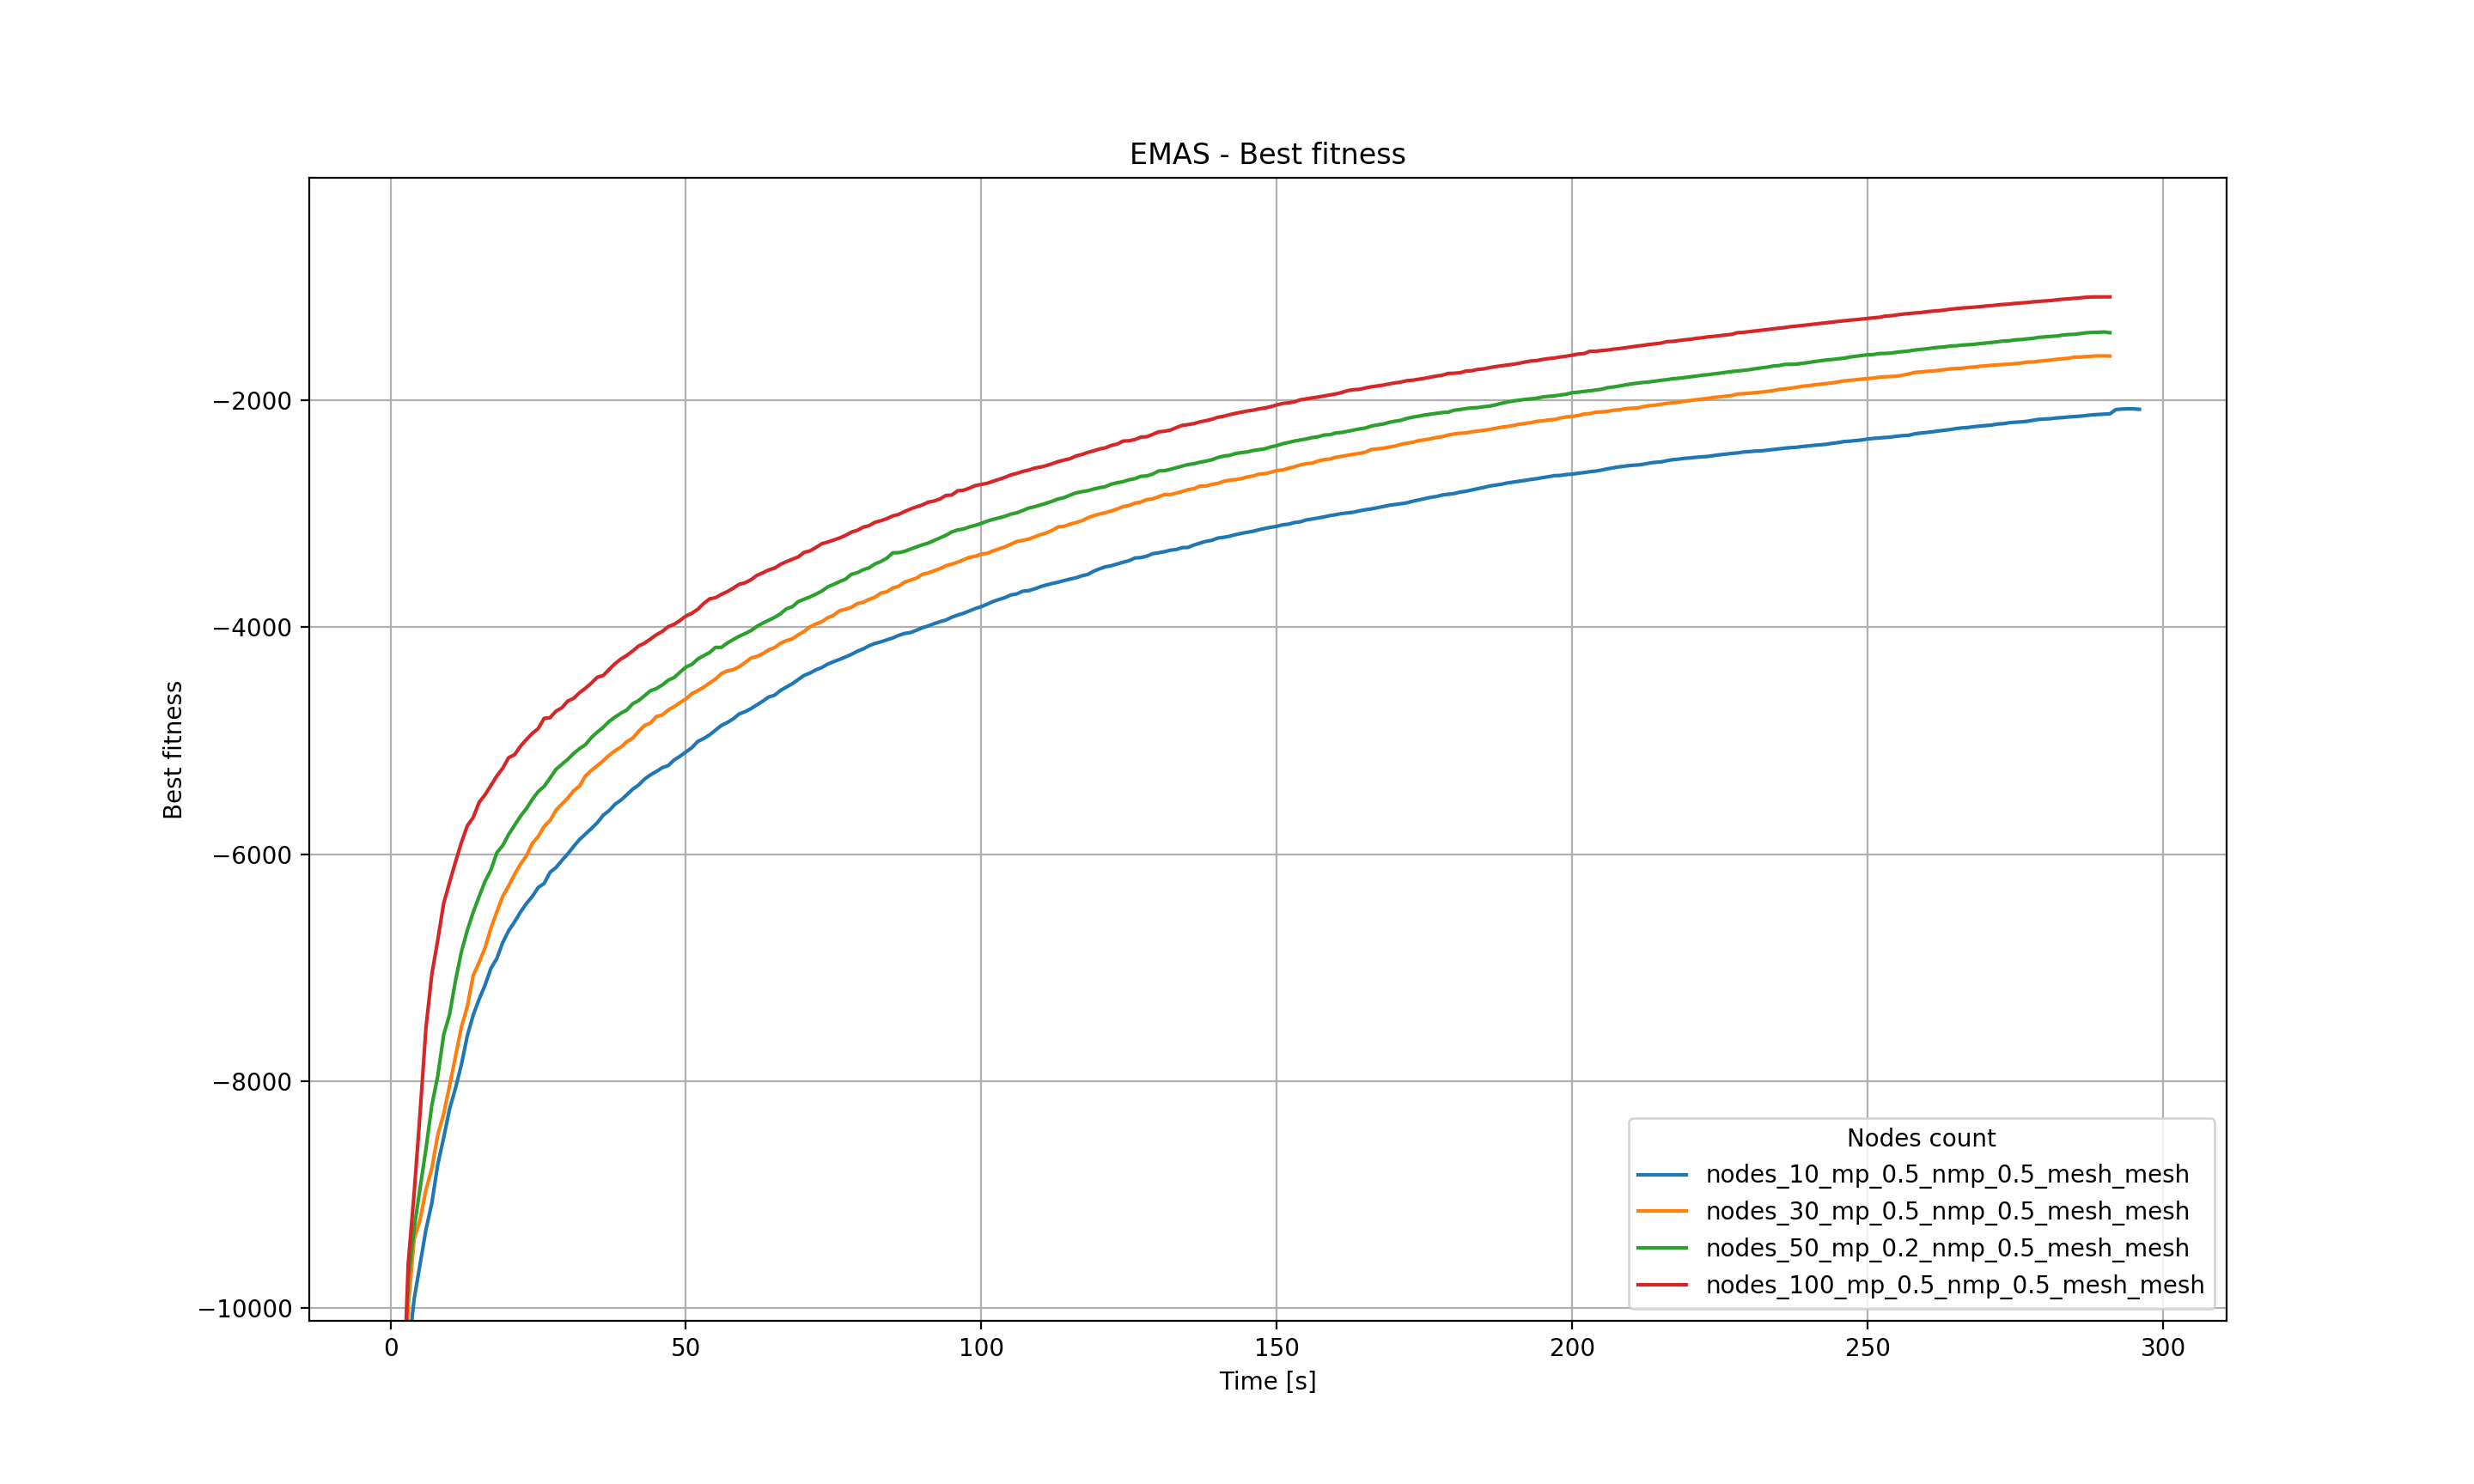 EMAS - Best fitness
Best fitness
−2000
−4000
−6000
−8000
−10000
0 50 100 150 200 250 300
Time [s]
Nodes count
nodes_10_mp_0.5_nmp_0.5_mesh_mesh
nodes_30_mp_0.5_nmp_0.5_mesh_mesh
nodes_50_mp_0.2_nmp_0.5_mesh_mesh
nodes_100_mp_0.5_nmp_0.5_mesh_mesh